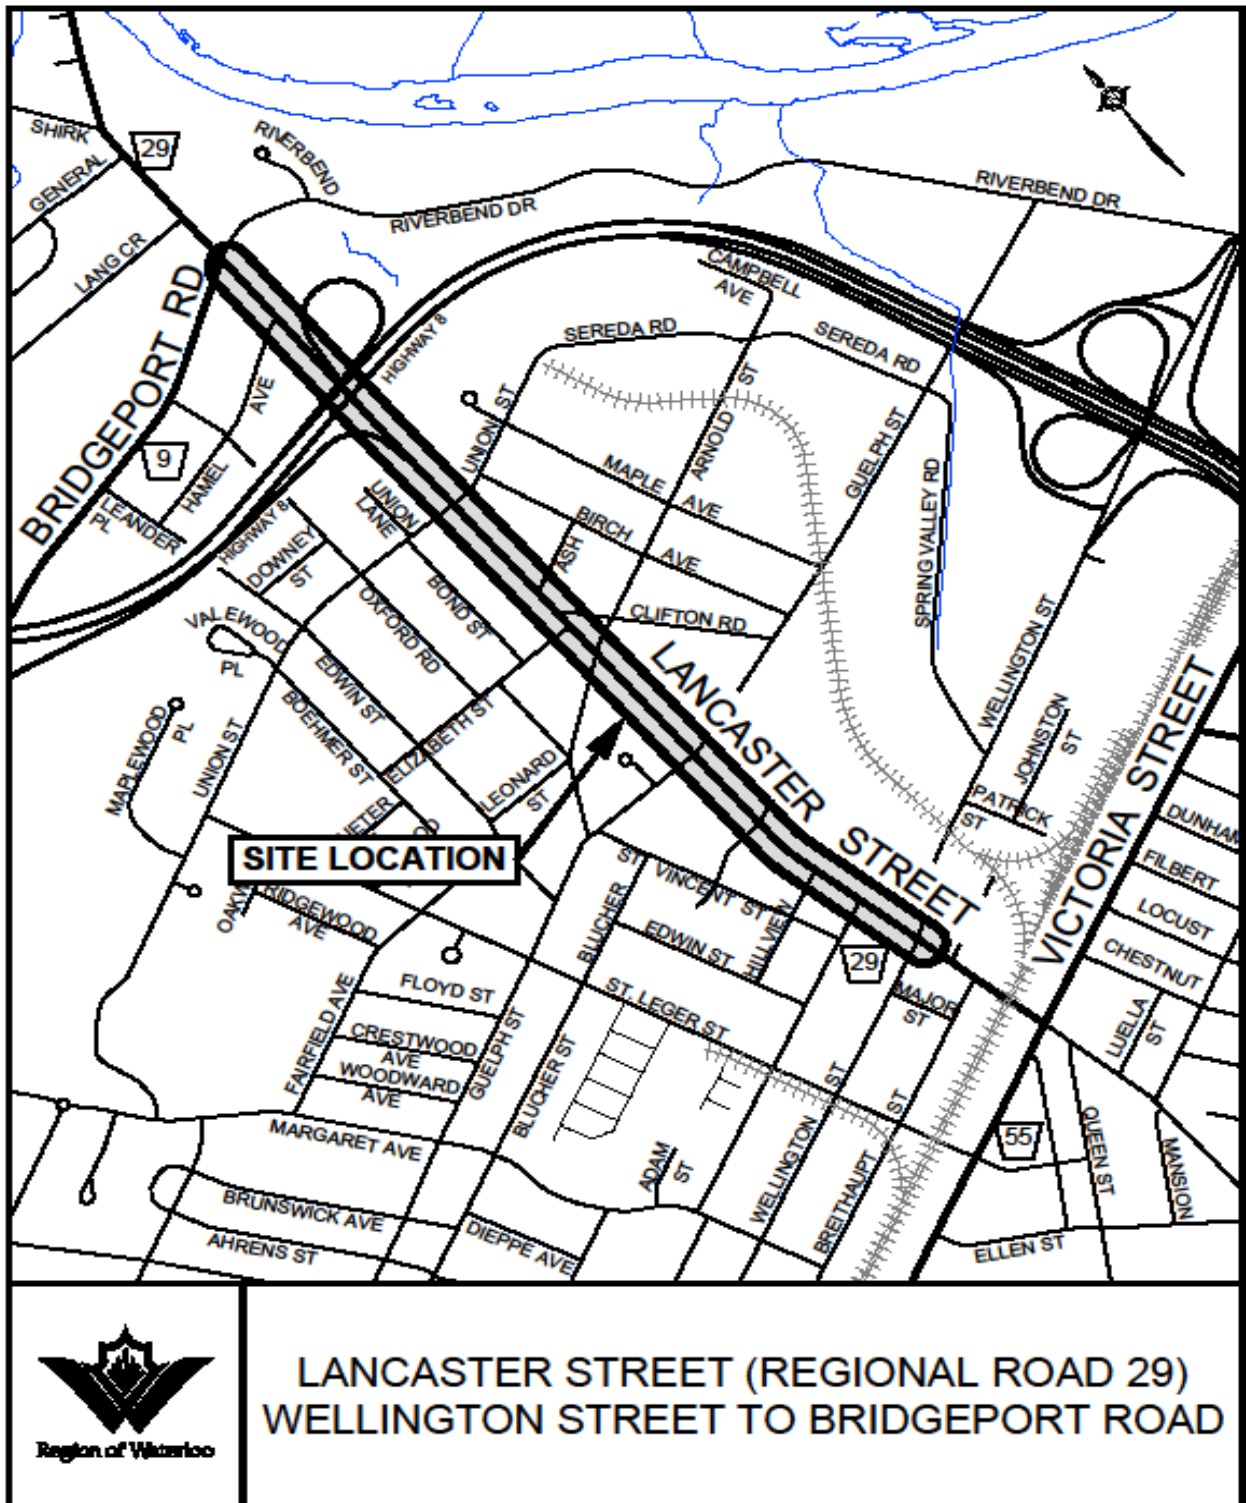 SHIRK
29
RIVERBEND
GENERAL
RIVERBEND DR
RIVERBEND DR
LANG CR
BRIDGEPORT RD
CAMPBELL
AVE
HIGHWAY 8
SEREDA RD
SEREDA RD
AVE
UNION ST
ARNOLD ST
GUELPH ST
9
HAMEL
LEANDER
PL
MAPLE AVE
SPRING VALLEY RD
UNION
LANE
BIRCH AVE
HIGHWAY 8
DOWNEY
ST
ASH
BOND ST
OXFORD RD
CLIFTON RD
VALEWOOD
PL
EDWIN ST
LANCASTER STREET
WELLINGTON ST
BOEHMER ST
ELIZABETH ST
MAPLEWOOD
PL
UNION ST
JOHNSTON
ST
VICTORIA STREET
LEONARD
ST
PATRICK
ST
DUNHAM
SITE LOCATION
ST. VINCENT ST
FILBERT
RIDGEWOOD
AVE
BLUCHER
HILLVIEW
LOCUST
EDWIN ST
29
CHESTNUT
FLOYD ST
ST. LEGER ST
MAJOR
ST
LUELLA
ST
FAIRFIELD AVE
CRESTWOOD
AVE
WOODWARD
AVE
GUELPH ST
BLUCHER ST
MARGARET AVE
ADAM
ST
WELLINGTON ST
BREITHAUPT ST
55
QUEEN ST
MANSION
BRUNSWICK AVE
AHRENS ST
DIEPPE AVE
ELLEN ST
Region of Waterloo
LANCASTER STREET (REGIONAL ROAD 29)
WELLINGTON STREET TO BRIDGEPORT ROAD